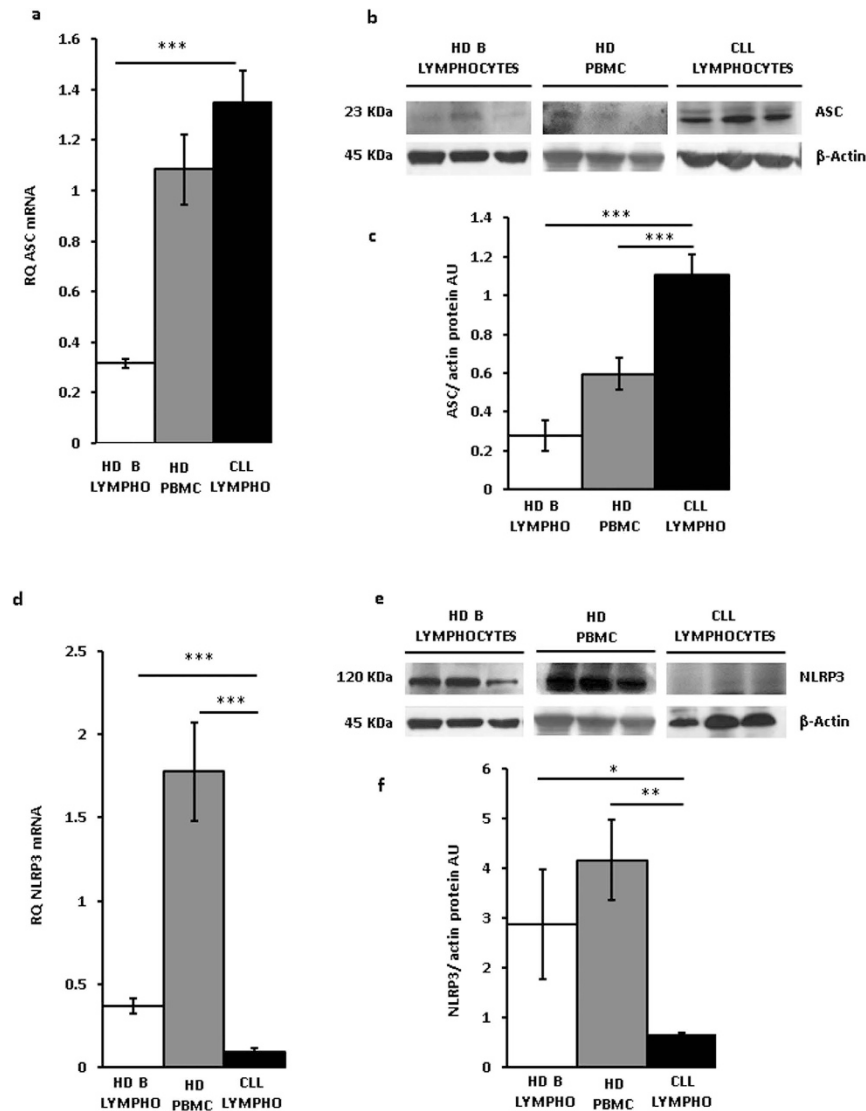 a
***
1.6
1.4
1.2
1
0.8
0.6
0.4
0.2
0
RQ ASC mRNA
HD B
LYMPHO
HD
PBMC
CLL
LYMPHO
b
HD B
LYMPHOCYTES
HD
PBMC
CLL
LYMPHOCYTES
23 KDa
ASC
45 KDa
β-Actin
c
***
***
1.4
1.2
1
0.8
0.6
0.4
0.2
0
ASC/ actin protein AU
HD B
LYMPHO
HD
PBMC
CLL
LYMPHO
d
***
***
2.5
2
1.5
1
0.5
0
RQ NLRP3 mRNA
HD B
LYMPHO
HD
PBMC
CLL
LYMPHO
e
HD B
LYMPHOCYTES
HD
PBMC
CLL
LYMPHOCYTES
120 KDa
NLRP3
45 KDa
β-Actin
f
*
**
6
5
4
3
2
1
0
NLRP3/ actin protein AU
HD B
LYMPHO
HD
PBMC
CLL
LYMPHO